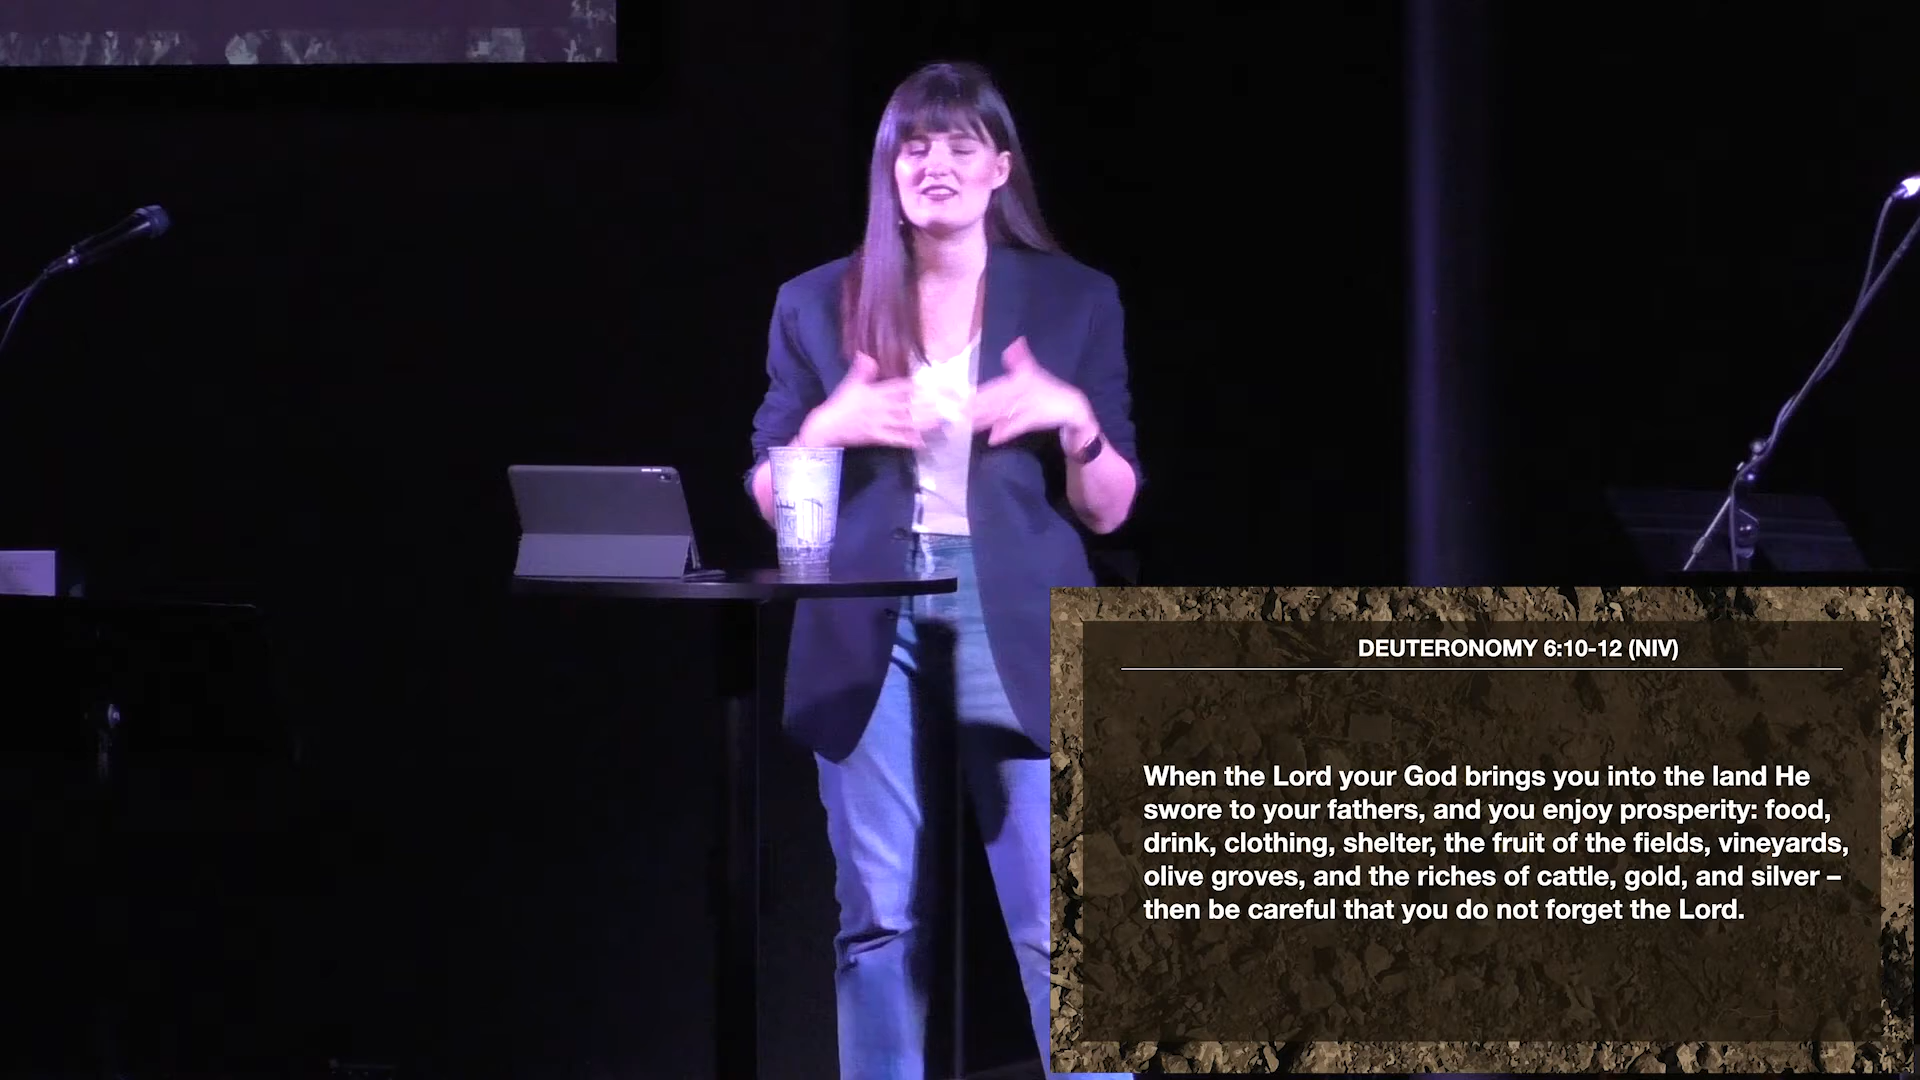 DEUTERONOMY 6:10-12 (NIV)
When the Lord your God brings you into the land He
swore to your fathers, and you enjoy prosperity: food,
drink, clothing, shelter, the fruit of the fields, vineyards,
olive groves, and the riches of cattle, gold, and silver –
then be careful that you do not forget the Lord.